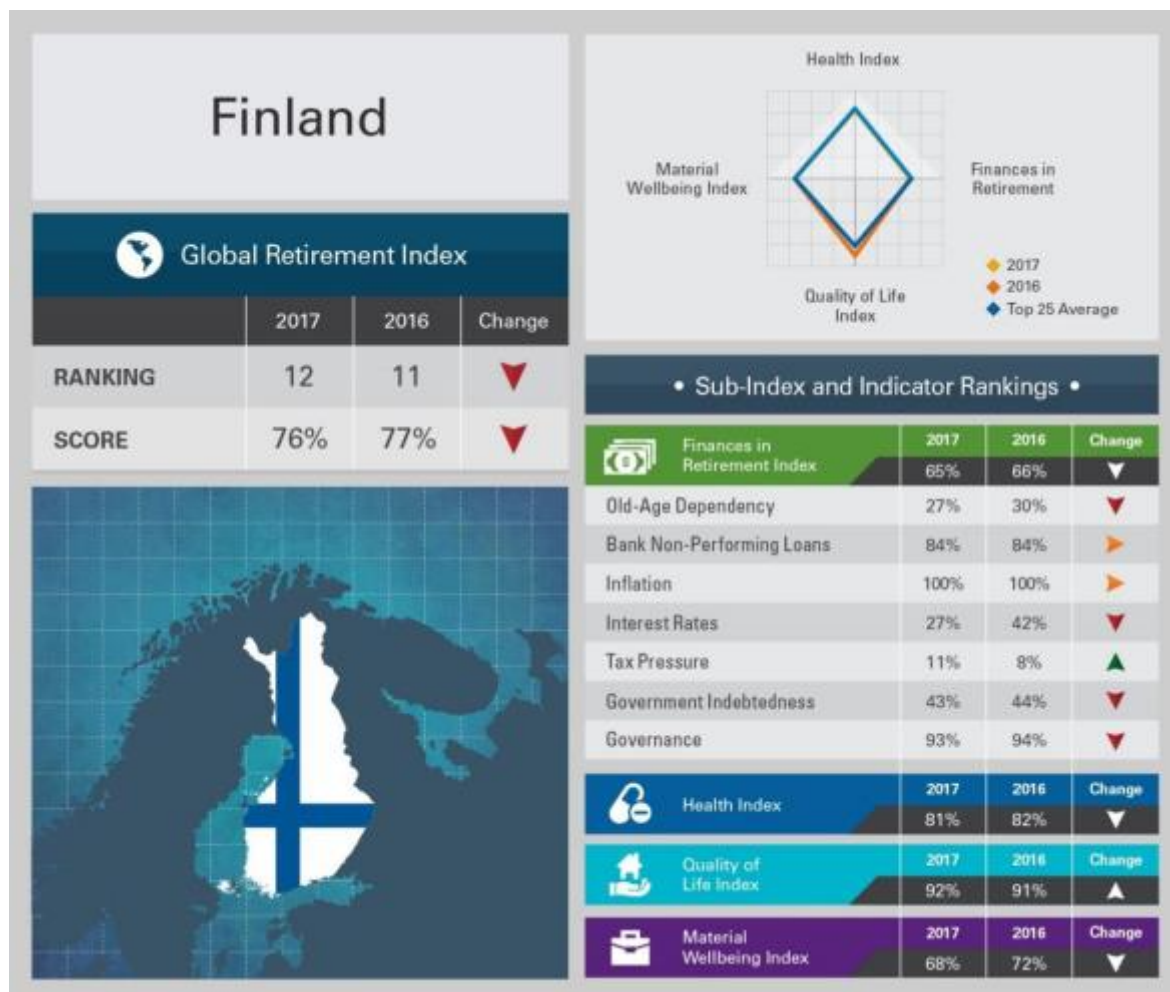 Finland
Global Retirement Index
2017 2016 Change
RANKING 12 11
SCORE 76% 77%
Health Index
Material
Wellbeing Index
Finances in
Retirement
Quality of Life
Index
2017
2016
Top 25 Average
• Sub-Index and Indicator Rankings •
Finances in
Retirement Index
2017 2016 Change
65% 66%
Old-Age Dependency 27% 30%
Bank Non-Performing Loans 84% 84%
Inflation 100% 100%
Interest Rates 27% 42%
Tax Pressure 11% 8%
Government Indebtedness 43% 44%
Governance 93% 94%
Health Index
2017 2016 Change
81% 82%
Quality of
Life Index
2017 2016 Change
92% 91%
Material
Wellbeing Index
2017 2016 Change
68% 72%